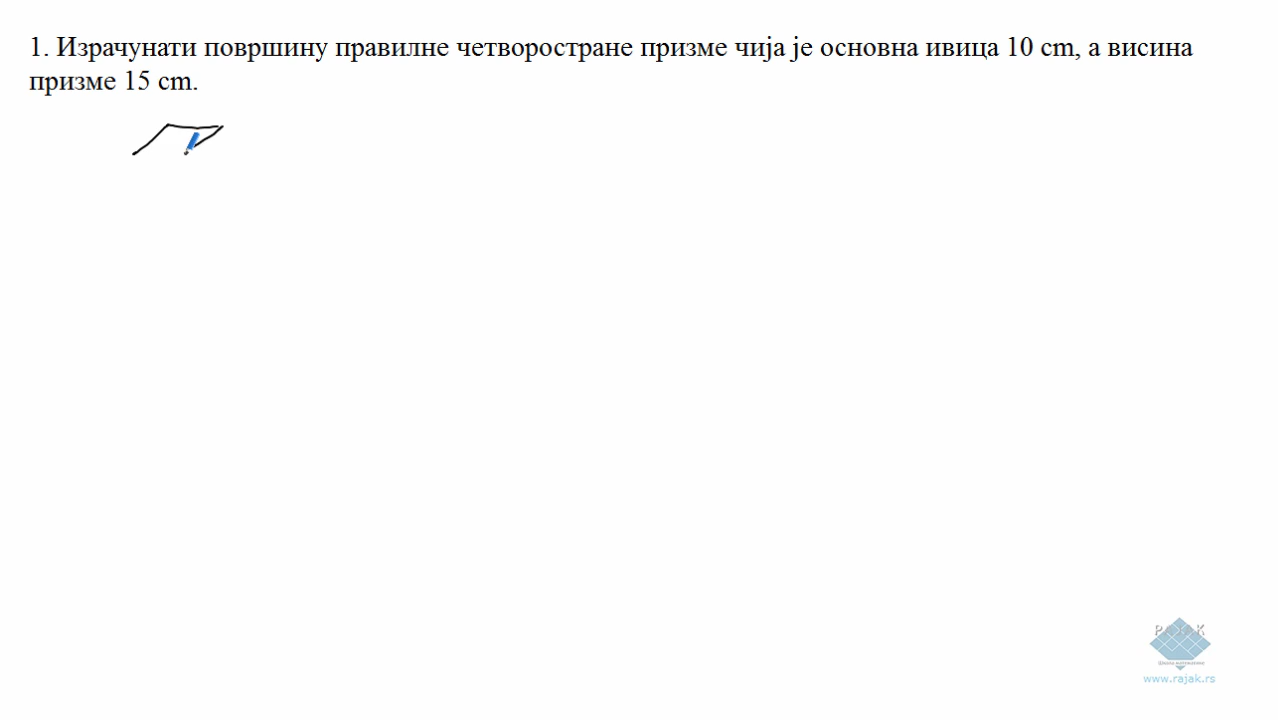 1. Израчунати површину правилне четворостране призме чија је основна ивица 10 cm, а висина
призме 15 cm.
РАЈАК
www.rajak.rs